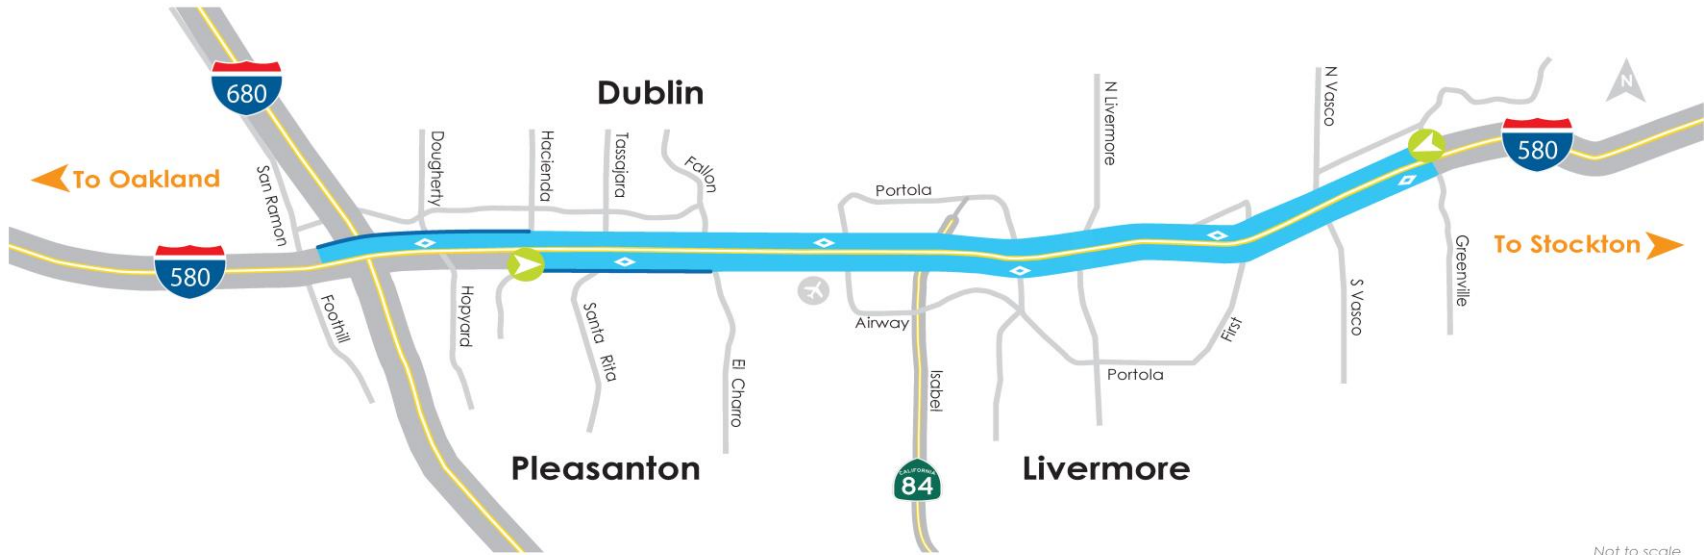 680
Dublin
To Oakland
San Ramon
Dougherty
Hacienda
Tassajara
Fallon
Portola
N Livermore
N Vasco
N
580
580
To Stockton
Foothill
Hopyard
Santa Rita
El Charro
Airway
Isabel
Portola
First
S Vasco
Greenville
Pleasanton
Livermore
CALIFORNIA
84
Not to scale